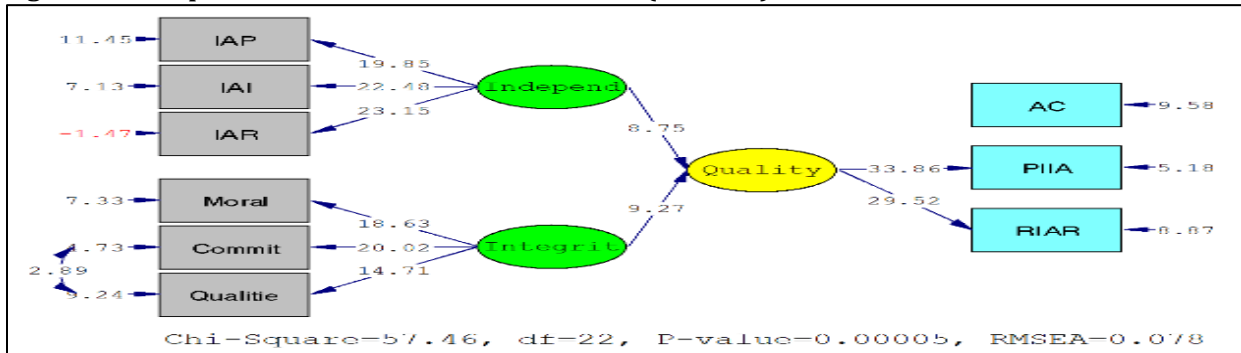 11.45 IAP
19.85
7.13 IAI 22.48 Independ
23.15
-1.47 IAR
8.75
AC 9.58
Quality 33.86 PIIA 5.18
29.52
RIAR 8.87
7.33 Moral
18.63
9.27
4.73 Commit 20.02 Integrit
2.89
14.71
9.24 Qualitie
Chi-Square=57.46, df=22, P-value=0.00005, RMSEA=0.078